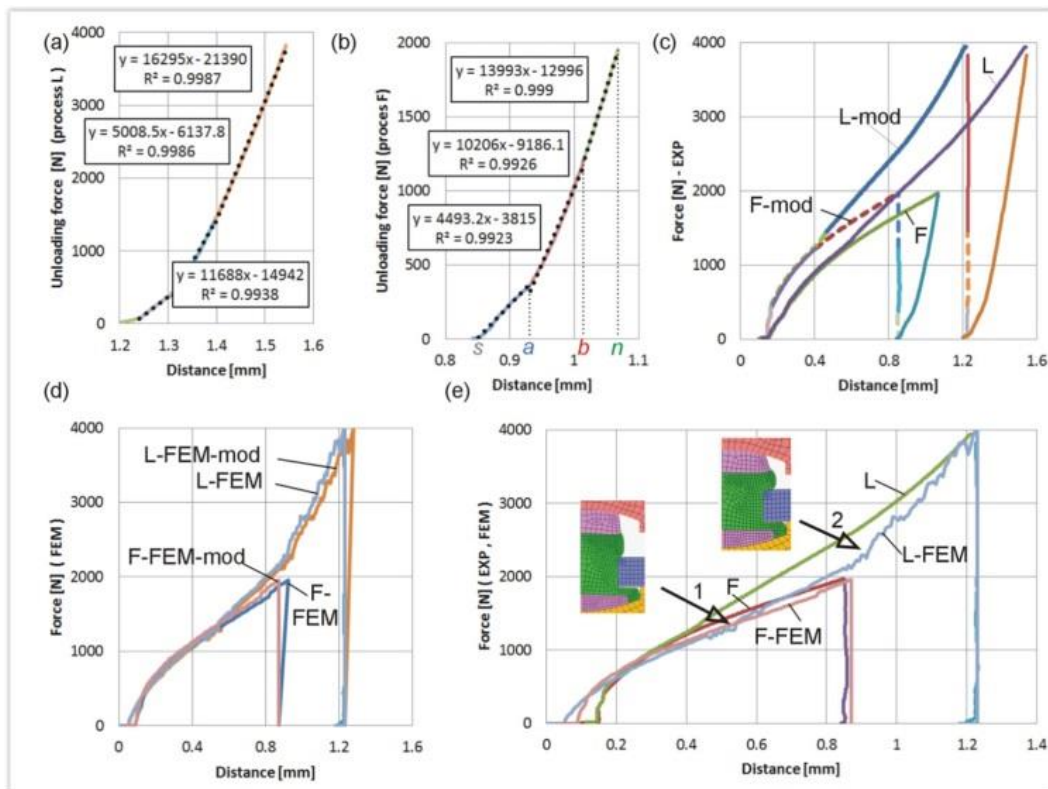 (a)
Unloading force [N] (process L)
4000
3000
2000
1000
0
y = 16295x - 21390
R² = 0.9987
y = 5008.5x - 6137.8
R² = 0.9986
y = 11688x - 14942
R² = 0.9938
1.2 1.3 1.4 1.5 1.6
Distance [mm]
(b)
Unloading force [N] (proces F)
2000
1500
1000
500
0
y = 13993x - 12996
R² = 0.999
y = 10206x - 9186.1
R² = 0.9926
y = 4493.2x - 3815
R² = 0.9923
s a b n
0.8 0.9 1 1.1
Distance [mm]
(c)
Force [N] - EXP
4000
3000
2000
1000
0
L
L-mod
F-mod
F
0 0.4 0.8 1.2 1.6
Distance [mm]
(d)
Force [N] ( FEM)
4000
3000
2000
1000
0
L-FEM-mod
L-FEM
F-FEM-mod
F-
FEM
0 0.4 0.8 1.2 1.6
Distance [mm]
(e)
Force [N] ( EXP , FEM)
4000
3000
2000
1000
0
L
2
L-FEM
1
F
F-FEM
0 0.2 0.4 0.6 0.8 1 1.2 1.4
Distance [mm]